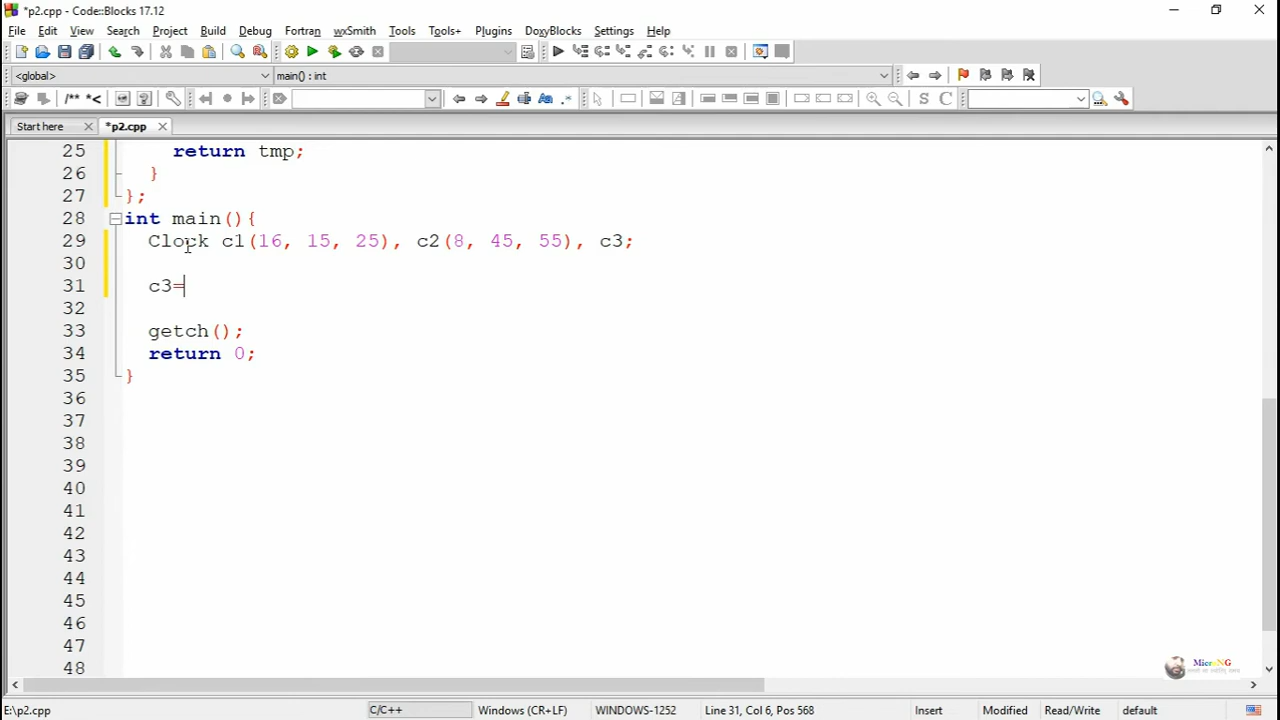 *p2.cpp - Code::Blocks 17.12
File Edit View Search Project Build Debug Fortran wxSmith Tools Tools+ Plugins DoxyBlocks Settings Help
<global> main() : int
/** *<
Start here *p2.cpp
25 return tmp;
26 }
27 };
28 int main(){
29 Clock c1(16, 15, 25), c2(8, 45, 55), c3;
30
31 c3=
32
33 getch();
34 return 0;
35 }
36
37
38
39
40
41
42
43
44
45
46
47
48
MicroNG
E:\p2.cpp C/C++ Windows (CR+LF) WINDOWS-1252 Line 31, Col 6, Pos 568 Insert Modified Read/Write default